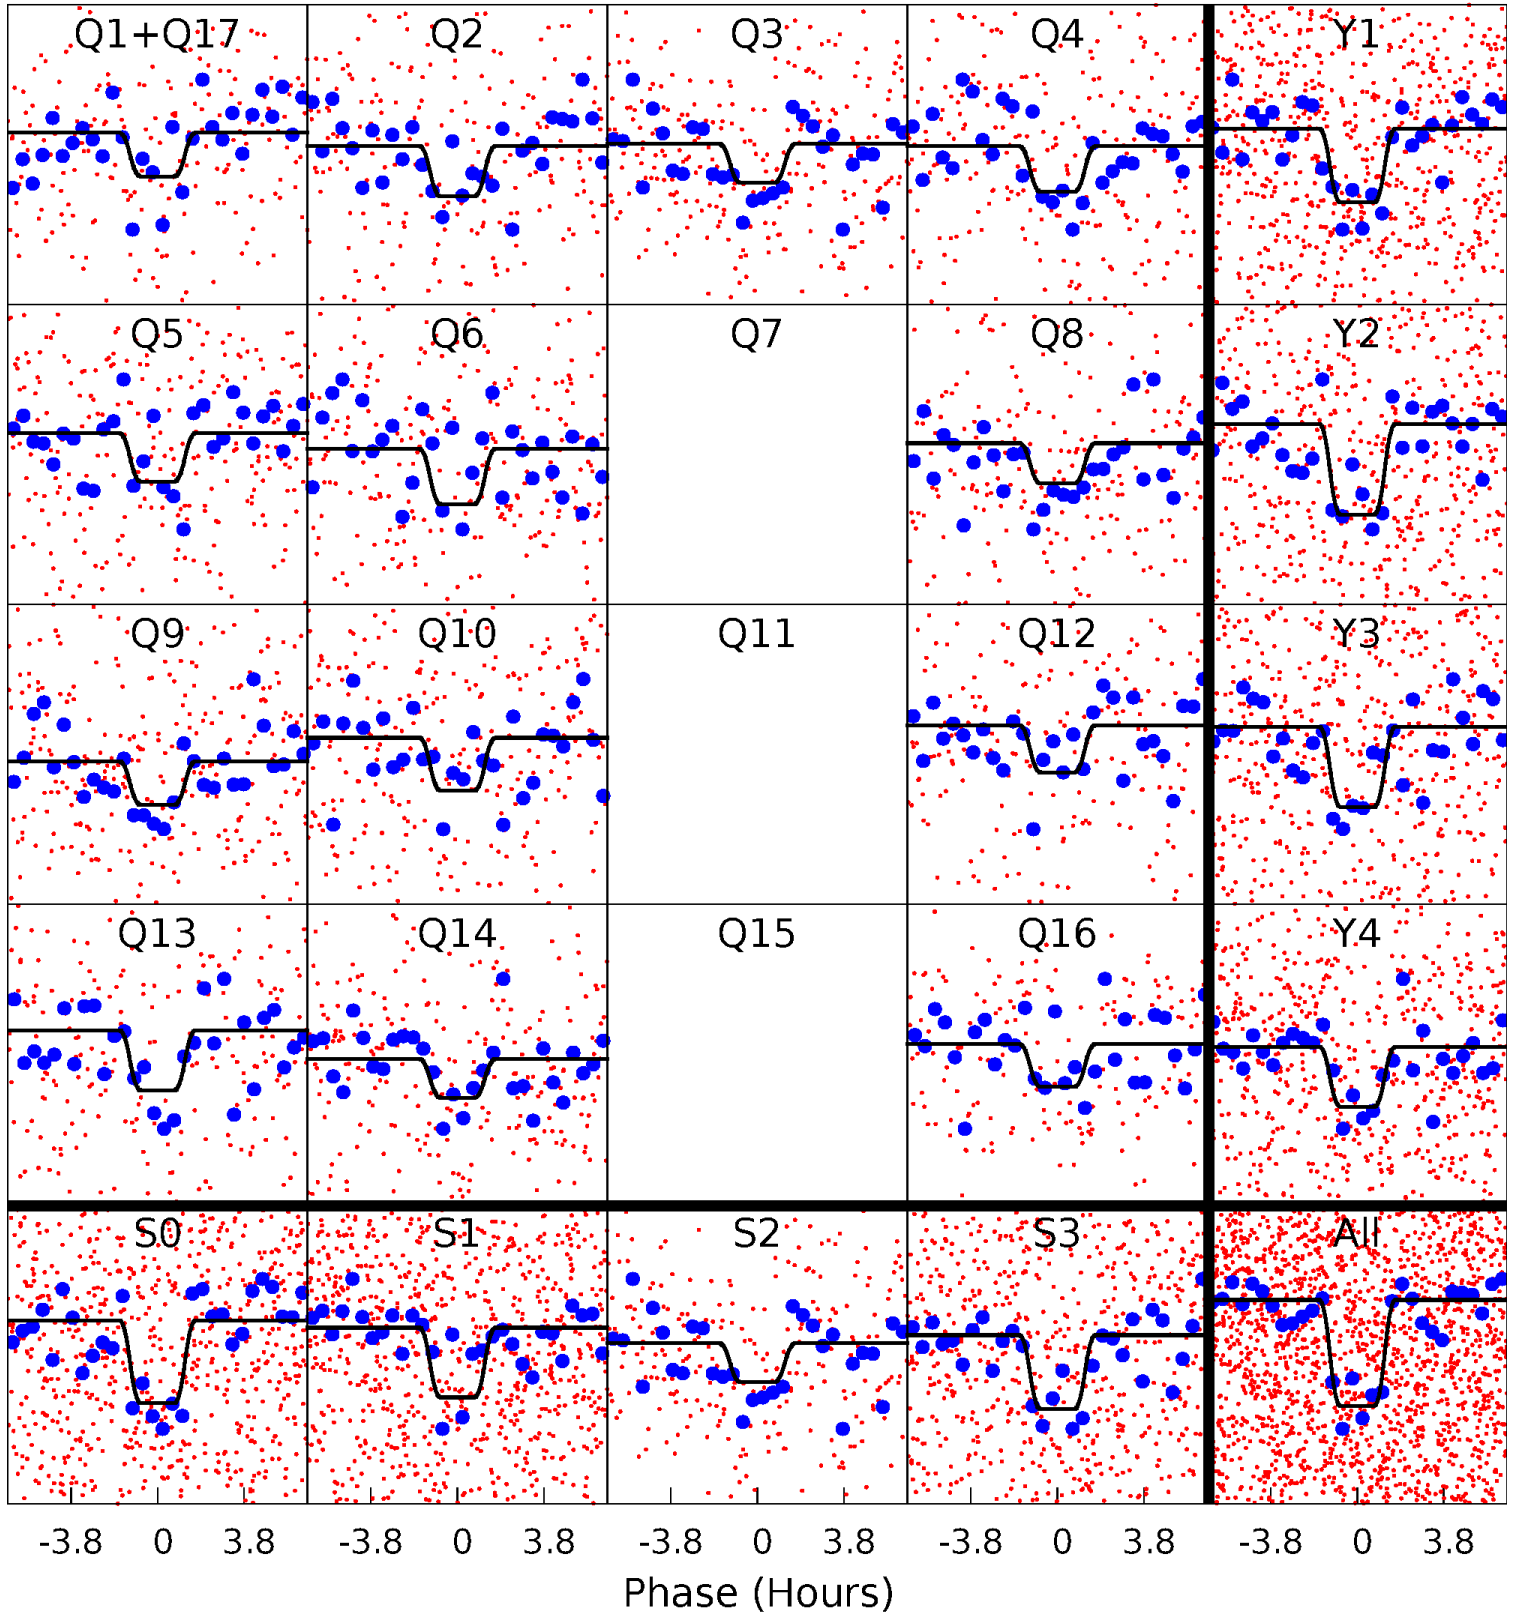 Q1+Q17 Q2 Q3 Q4 Y1
Q5 Q6 Q7 Q8 Y2
Q9 Q10 Q11 Q12 Y3
Q13 Q14 Q15 Q16 Y4
S0 S1 S2 S3 All
-3.8 0 3.8 -3.8 0 3.8 -3.8 0 3.8 -3.8 0 3.8 -3.8 0 3.8
Phase (Hours)